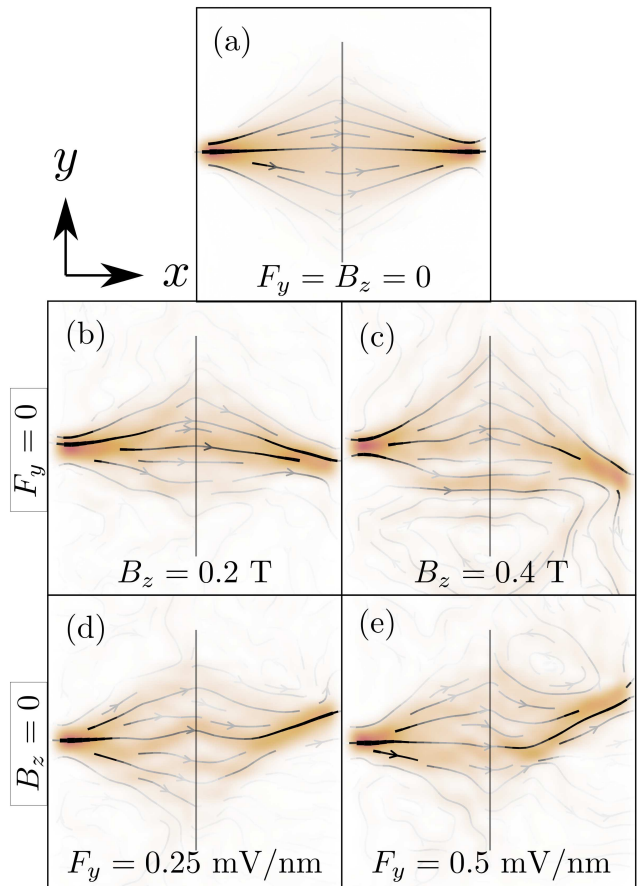 (a)
y
x
F_y = B_z = 0
(b)
(c)
F_y = 0
B_z = 0.2 T
B_z = 0.4 T
(d)
(e)
B_z = 0
F_y = 0.25 mV/nm
F_y = 0.5 mV/nm